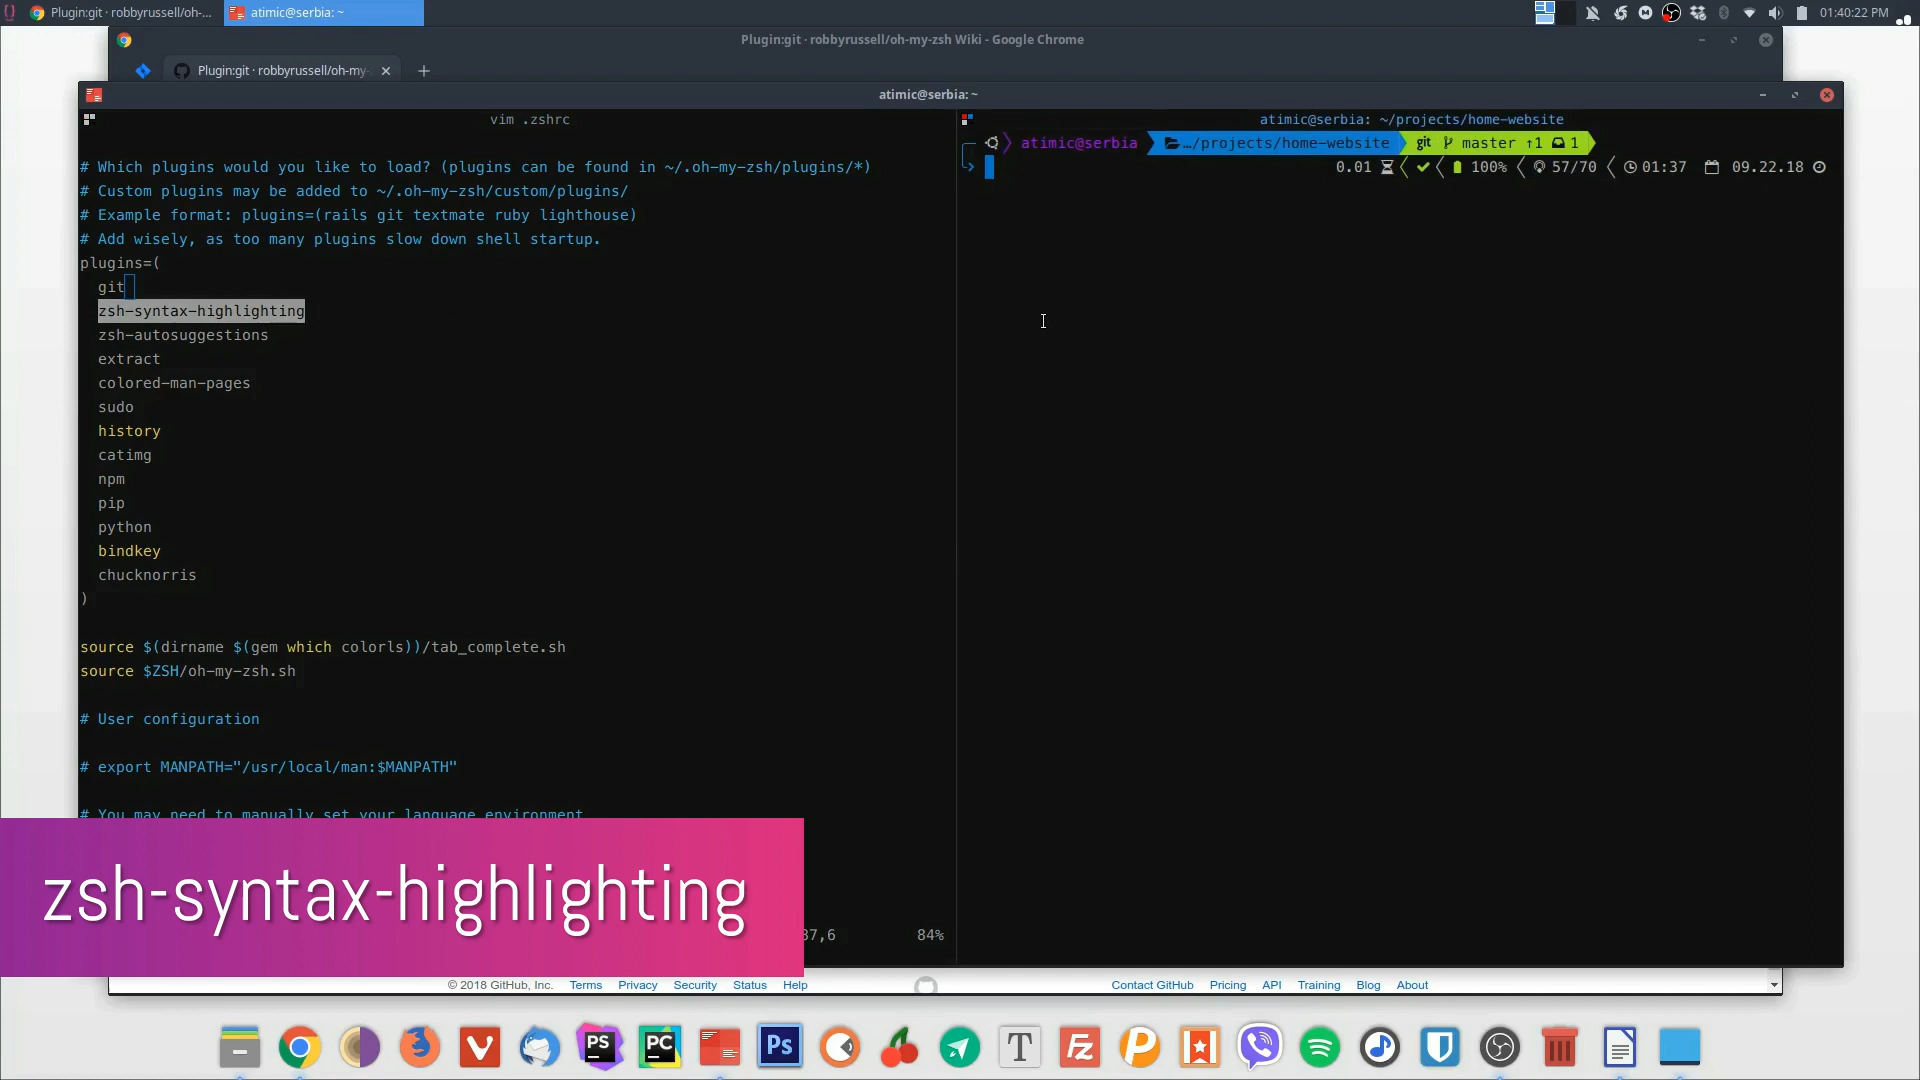 Plugin:git · robbyrussell/oh-...
atimic@serbia: ~
01:40:22 PM
Plugin:git · robbyrussell/oh-my-zsh Wiki - Google Chrome
Plugin:git · robbyrussell/oh-my-
atimic@serbia: ~
vim .zshrc
# Which plugins would you like to load? (plugins can be found in ~/.oh-my-zsh/plugins/*)
# Custom plugins may be added to ~/.oh-my-zsh/custom/plugins/
# Example format: plugins=(rails git textmate ruby lighthouse)
# Add wisely, as too many plugins slow down shell startup.
plugins=(
git
zsh-syntax-highlighting
zsh-autosuggestions
extract
colored-man-pages
sudo
history
catimg
npm
pip
python
bindkey
chucknorris
)
source $(dirname $(gem which colorls))/tab_complete.sh
source $ZSH/oh-my-zsh.sh
# User configuration
# export MANPATH="/usr/local/man:$MANPATH"
# You may need to manually set your language environment
37,6 84%
atimic@serbia: ~/projects/home-website
atimic@serbia …/projects/home-website git master ↑1 1
0.01 100% 57/70 01:37 09.22.18
zsh-syntax-highlighting
© 2018 GitHub, Inc. Terms Privacy Security Status Help
Contact GitHub Pricing API Training Blog About
PS
PC
Ps
T
Fz